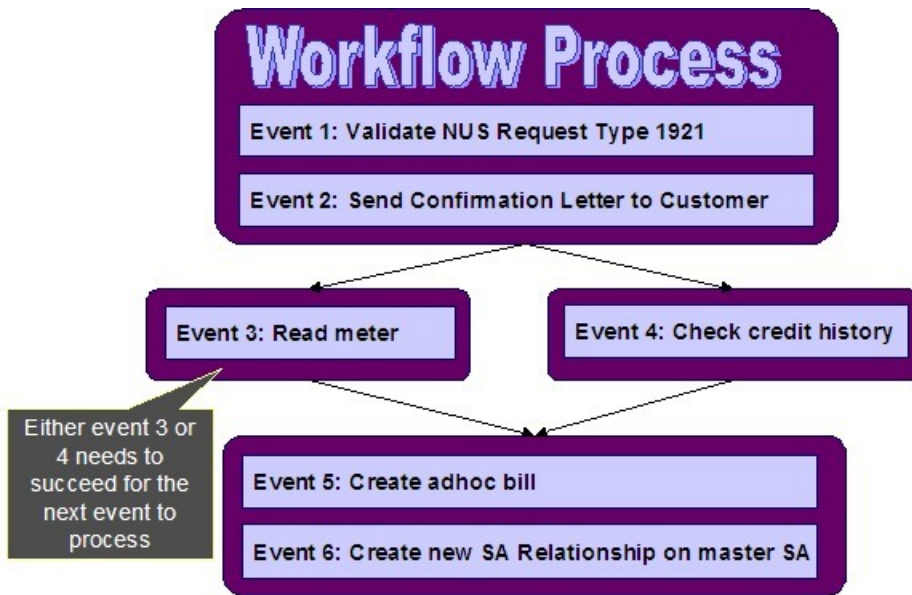 Workflow Process
Event 1: Validate NUS Request Type 1921
Event 2: Send Confirmation Letter to Customer
Event 3: Read meter
Event 4: Check credit history
Either event 3 or
4 needs to
succeed for the
next event to
process
Event 5: Create adhoc bill
Event 6: Create new SA Relationship on master SA